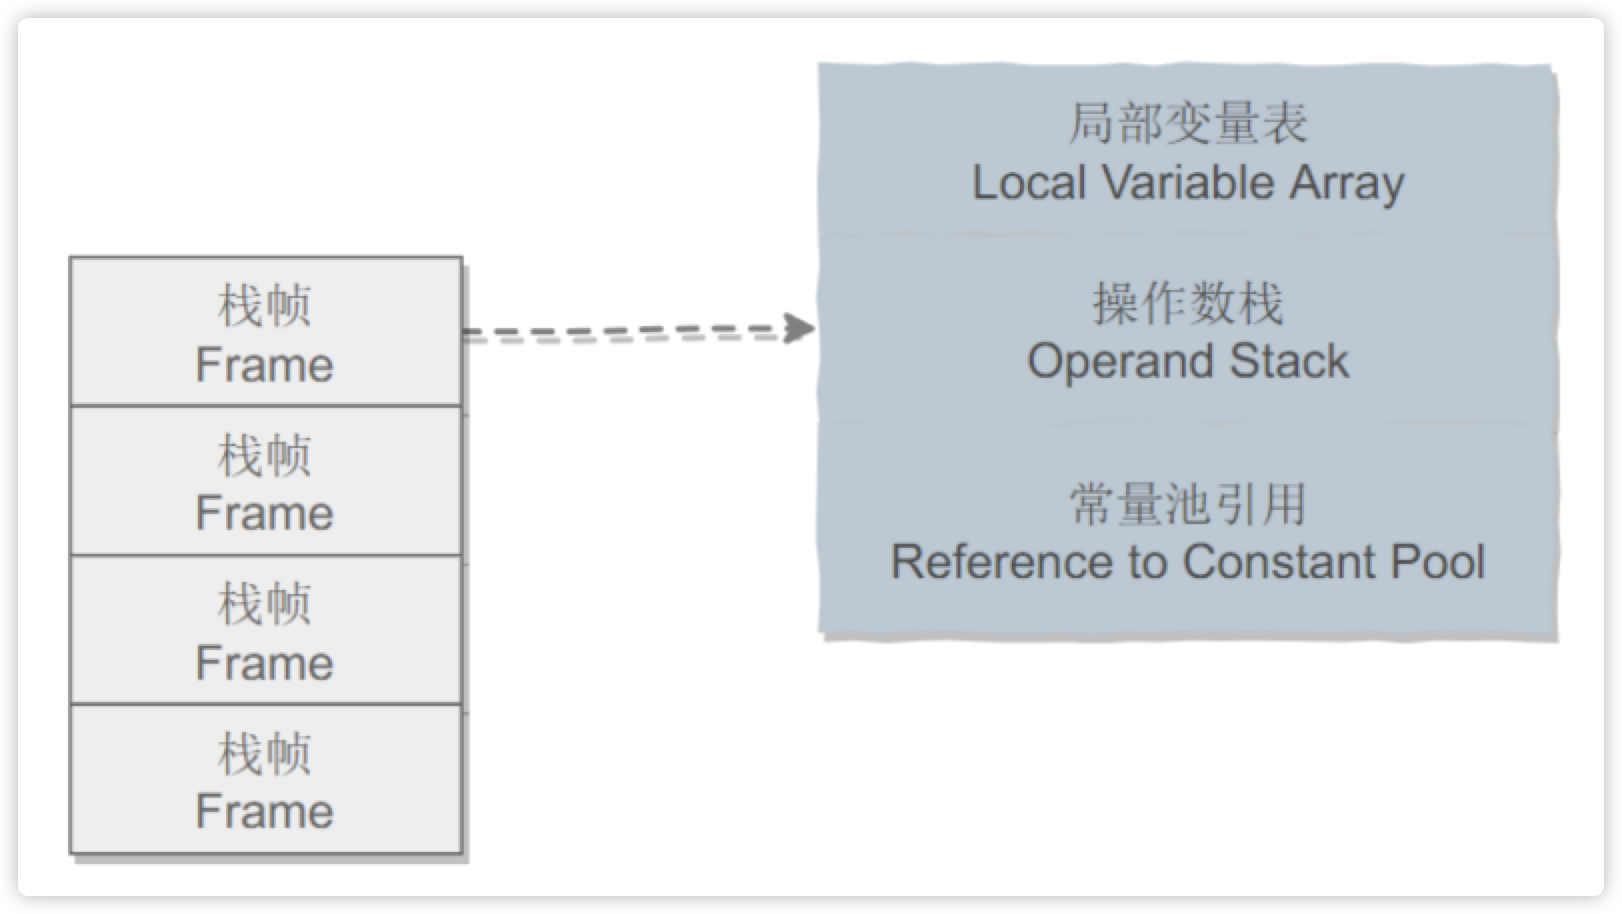 栈帧
Frame
栈帧
Frame
栈帧
Frame
栈帧
Frame
局部变量表
Local Variable Array
操作数栈
Operand Stack
常量池引用
Reference to Constant Pool